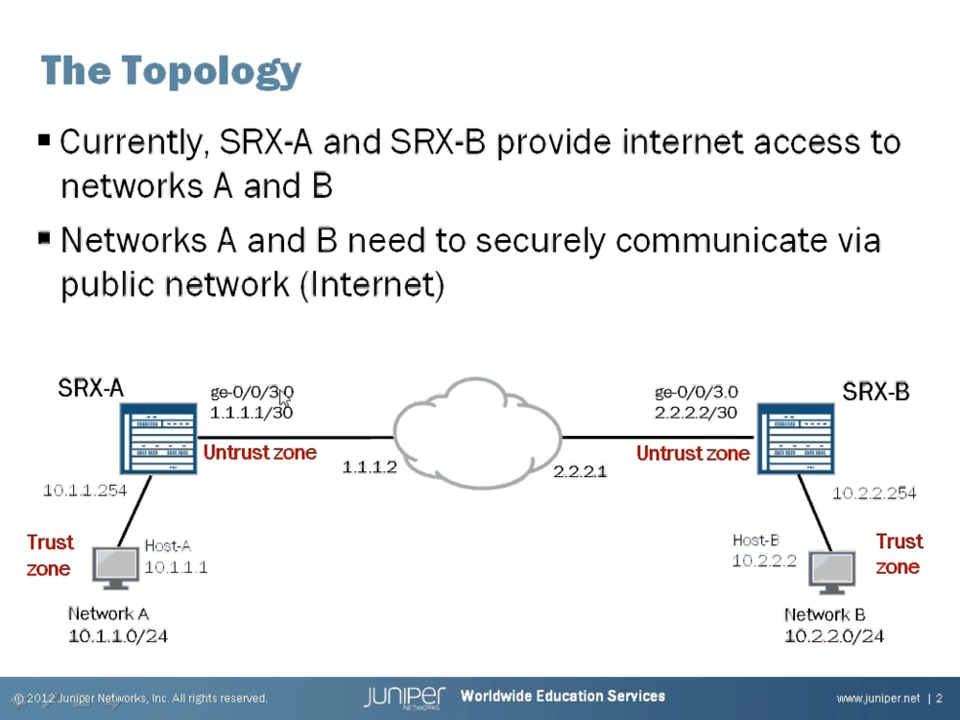 The Topology
▪ Currently, SRX-A and SRX-B provide internet access to
networks A and B
▪ Networks A and B need to securely communicate via
public network (Internet)
SRX-A
ge-0/0/3.0
1.1.1.1/30
Untrust zone
1.1.1.2
10.1.1.254
Trust
zone
Host-A
10.1.1.1
Network A
10.1.1.0/24
ge-0/0/3.0
2.2.2.2/30
SRX-B
Untrust zone
2.2.2.1
10.2.2.254
Host-B
10.2.2.2
Trust
zone
Network B
10.2.2.0/24
© 2012 Juniper Networks, Inc. All rights reserved.
JUNIPER
NETWORKS
Worldwide Education Services
www.juniper.net | 2